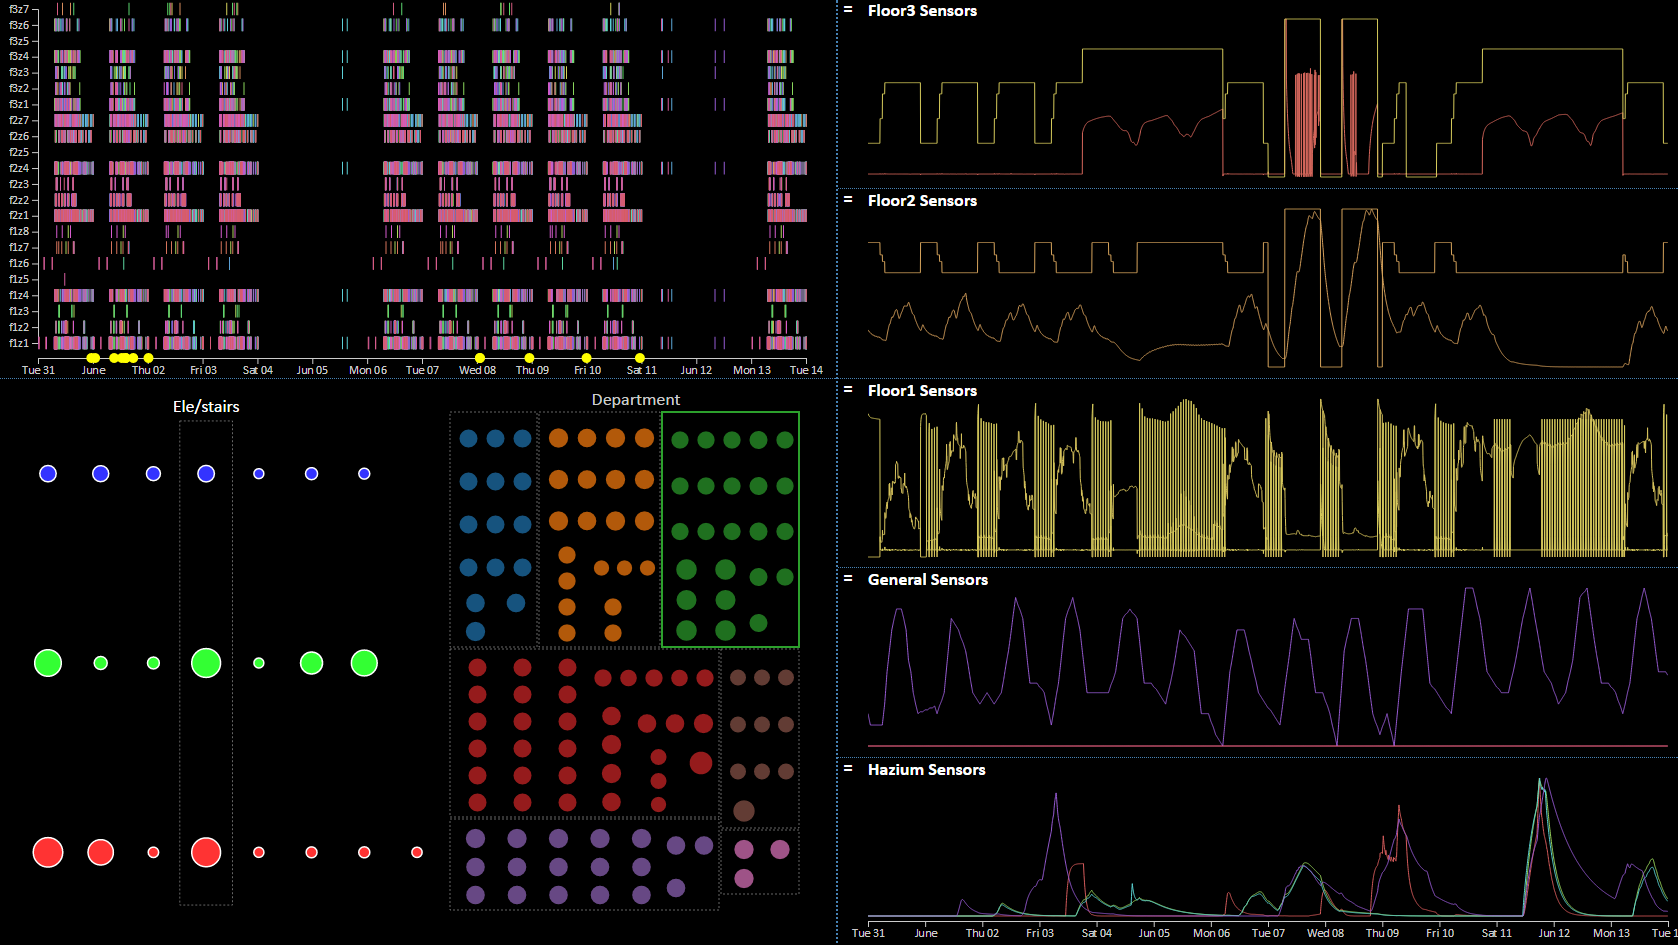 f3z7
f3z6
f3z5
f3z4
f3z3
f3z2
f3z1
f2z7
f2z6
f2z5
f2z4
f2z3
f2z2
f2z1
f1z8
f1z7
f1z6
f1z5
f1z4
f1z3
f1z2
f1z1
Tue 31 June Thu 02 Fri 03 Sat 04 Jun 05 Mon 06 Tue 07 Wed 08 Thu 09 Fri 10 Sat 11 Jun 12 Mon 13 Tue 14
Ele/stairs
Department
= Floor3 Sensors
= Floor2 Sensors
= Floor1 Sensors
= General Sensors
= Hazium Sensors
Tue 31 June Thu 02 Fri 03 Sat 04 Jun 05 Mon 06 Tue 07 Wed 08 Thu 09 Fri 10 Sat 11 Jun 12 Mon 13 Tue 1